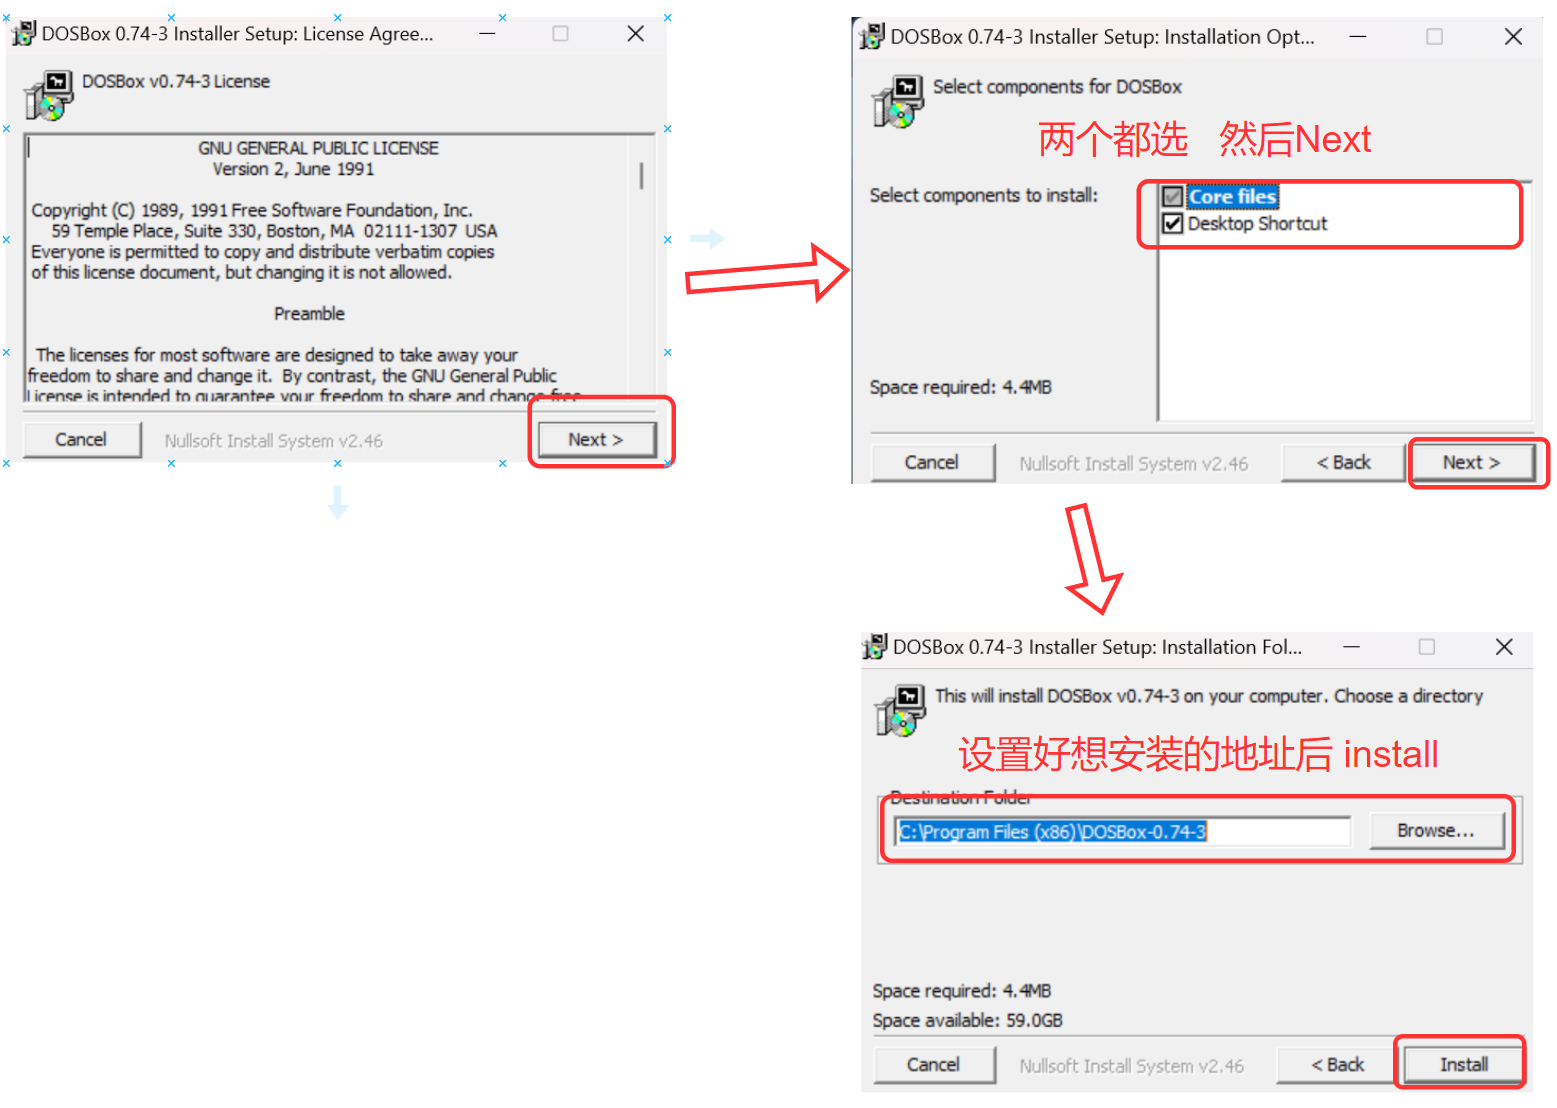 DOSBox 0.74-3 Installer Setup: License Agree...
DOSBox v0.74-3 License
GNU GENERAL PUBLIC LICENSE
Version 2, June 1991
Copyright (C) 1989, 1991 Free Software Foundation, Inc.
59 Temple Place, Suite 330, Boston, MA 02111-1307 USA
Everyone is permitted to copy and distribute verbatim copies
of this license document, but changing it is not allowed.
Preamble
The licenses for most software are designed to take away your
freedom to share and change it. By contrast, the GNU General Public
License is intended to guarantee your freedom to share and change free
Cancel
Nullsoft Install System v2.46
Next >
DOSBox 0.74-3 Installer Setup: Installation Opt...
Select components for DOSBox
两个都选 然后Next
Select components to install:
Core files
Desktop Shortcut
Space required: 4.4MB
Cancel
Nullsoft Install System v2.46
< Back
Next >
DOSBox 0.74-3 Installer Setup: Installation Fol...
This will install DOSBox v0.74-3 on your computer. Choose a directory
设置好想安装的地址后 install
Destination Folder
C:\Program Files (x86)\DOSBox-0.74-3
Browse...
Space required: 4.4MB
Space available: 59.0GB
Cancel
Nullsoft Install System v2.46
< Back
Install